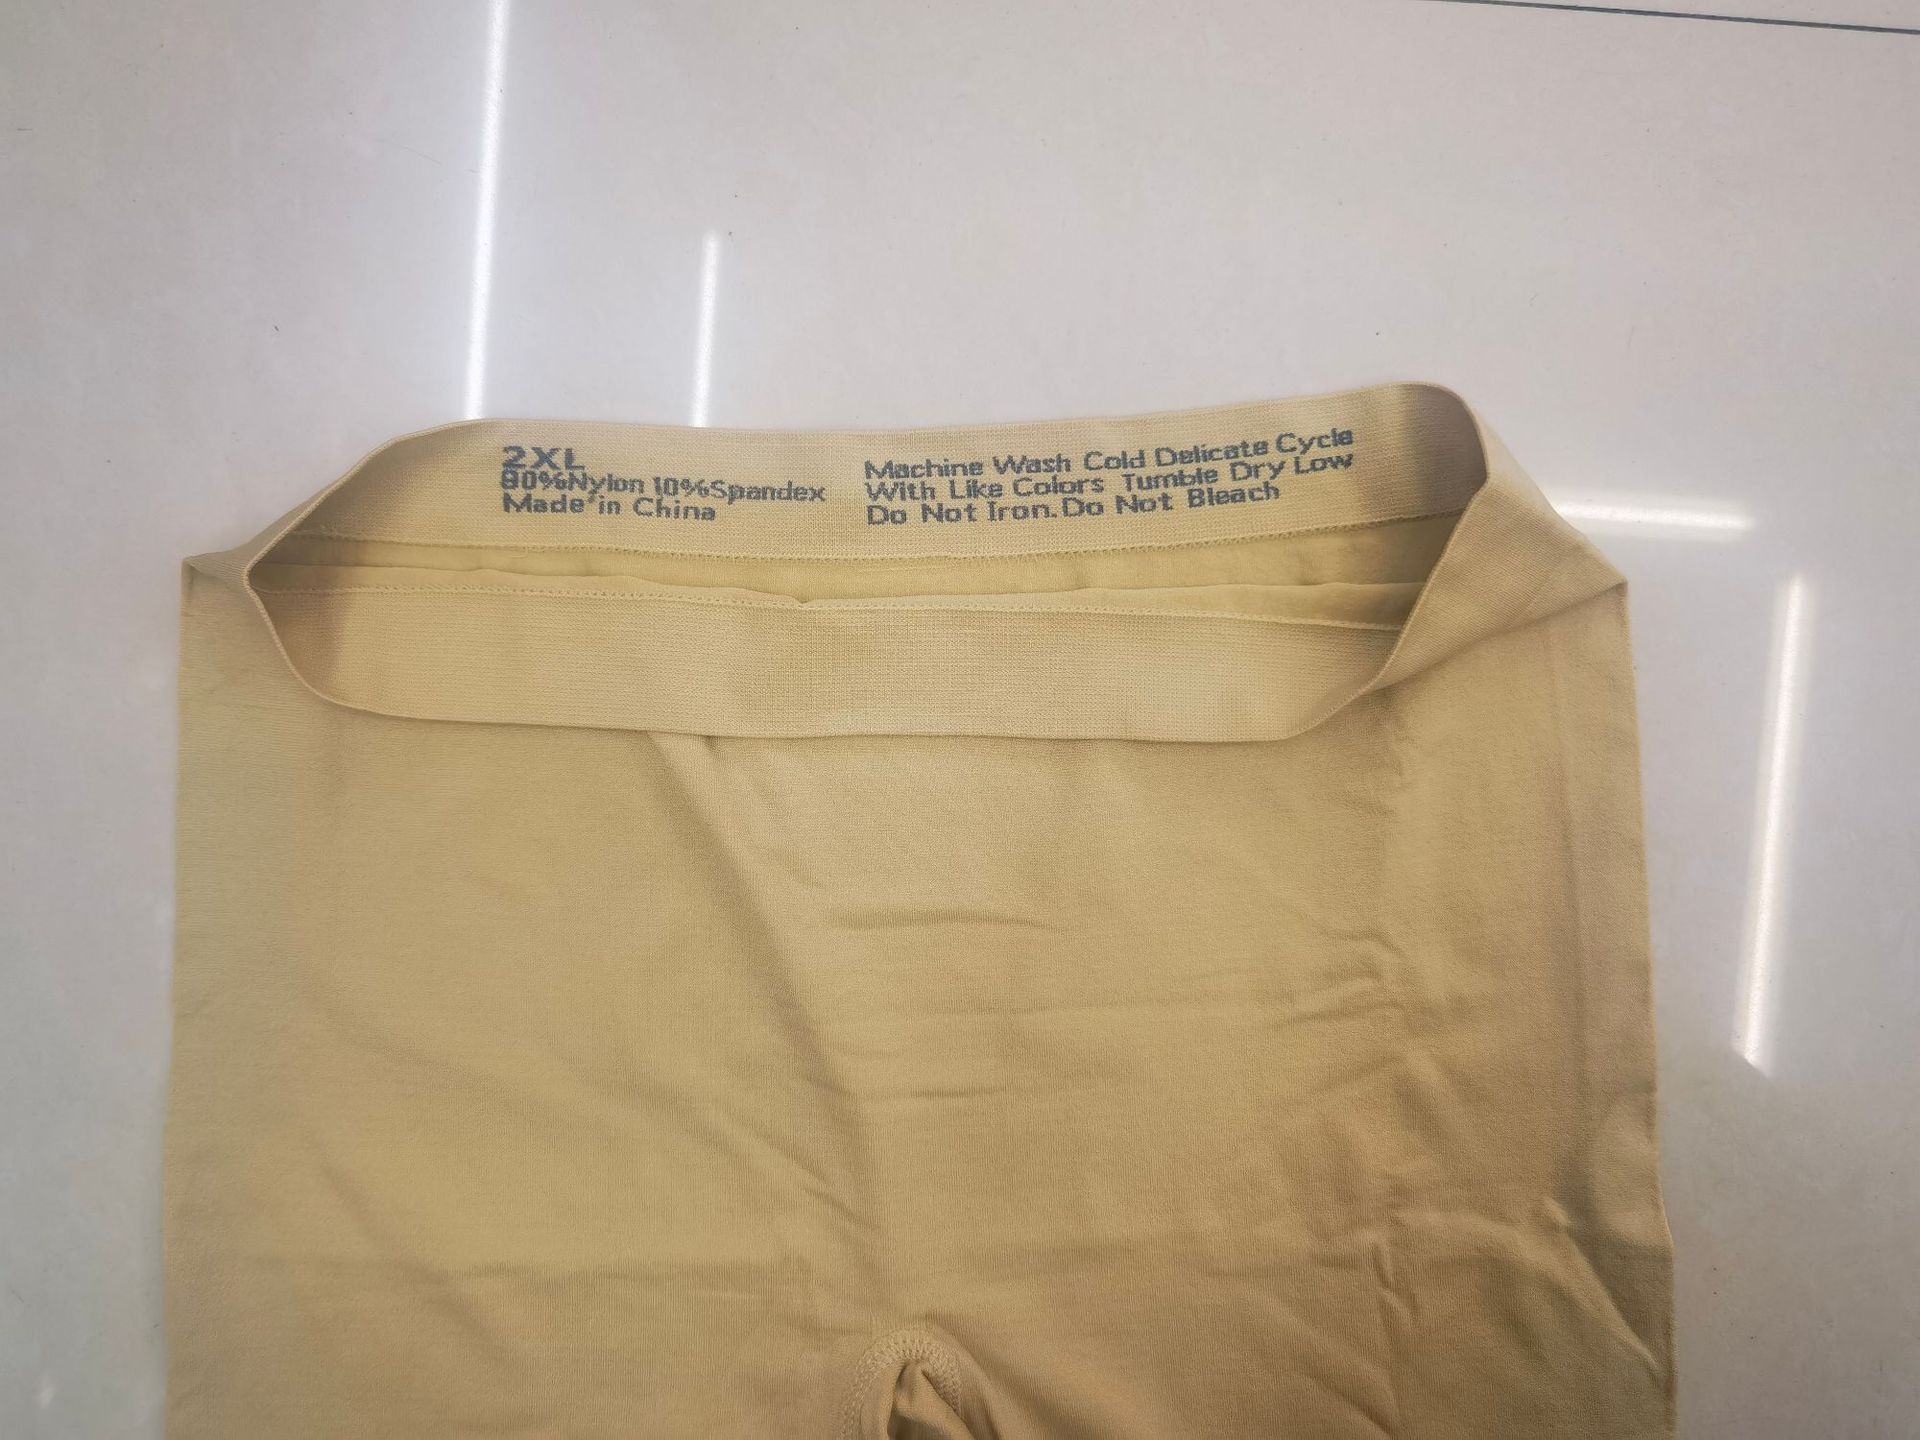 2XL
90%Nylon 10%Spandex
Made in China
Machine Wash Cold Delicate Cycle
With Like Colors Tumble Dry Low
Do Not Iron. Do Not Bleach